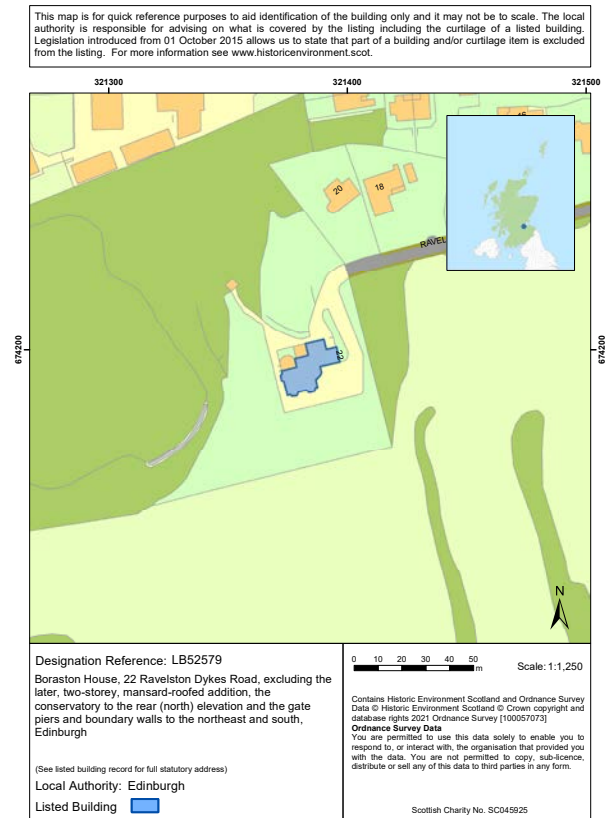 This map is for quick reference purposes to aid identification of the building only and it may not be to scale. The local
authority is responsible for advising on what is covered by the listing including the curtilage of a listed building.
Legislation introduced from 01 October 2015 allows us to state that part of a building and/or curtilage item is excluded
from the listing. For more information see www.historicenvironment.scot.
321300
321400
321500
20
18
RAVEL
674200
674200
22
N
Designation Reference: LB52579
Boraston House, 22 Ravelston Dykes Road, excluding the
later, two-storey, mansard-roofed addition, the
conservatory to the rear (north) elevation and the gate
piers and boundary walls to the northeast and south,
Edinburgh
(See listed building record for full statutory address)
Local Authority: Edinburgh
Listed Building
0 10 20 30 40 50
m
Scale: 1:1,250
Contains Historic Environment Scotland and Ordnance Survey
Data © Historic Environment Scotland © Crown copyright and
database rights 2021 Ordnance Survey [100057073]
Ordnance Survey Data
You are permitted to use this data solely to enable you to
respond to, or interact with, the organisation that provided you
with the data. You are not permitted to copy, sub-licence,
distribute or sell any of this data to third parties in any form.
Scottish Charity No. SC045925